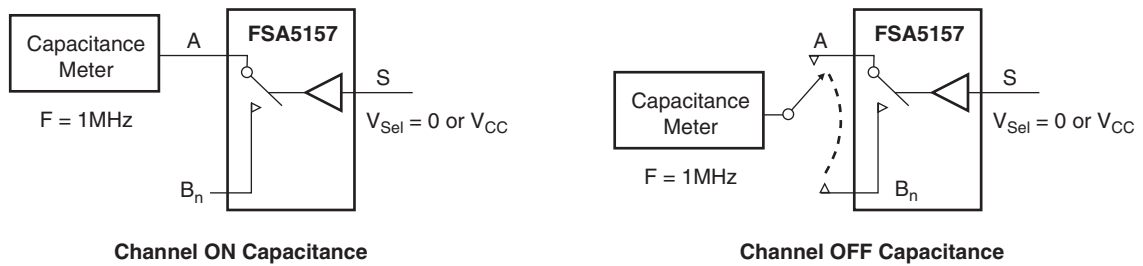 FSA5157
Capacitance
Meter
A
S
F = 1MHz
V_Sel = 0 or V_CC
B_n
Channel ON Capacitance
FSA5157
A
S
Capacitance
Meter
V_Sel = 0 or V_CC
F = 1MHz
B_n
Channel OFF Capacitance